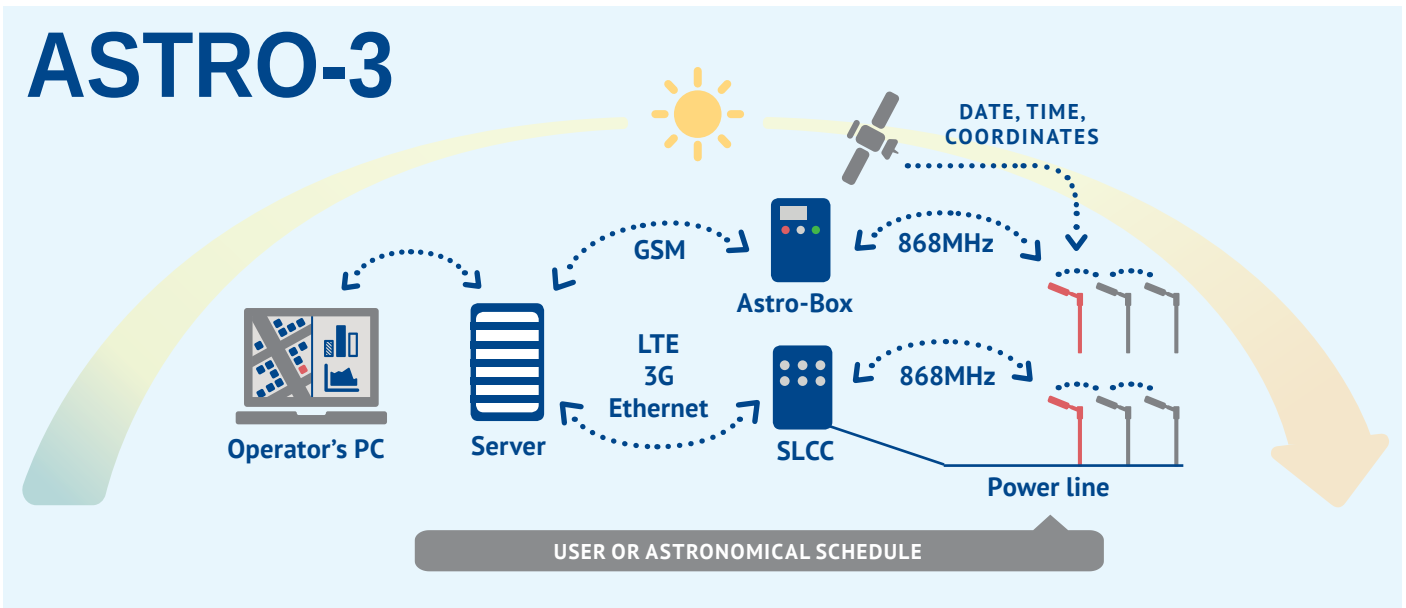 ASTRO-3
DATE, TIME,
COORDINATES
GSM
868MHz
Astro-Box
LTE
3G
Ethernet
868MHz
Operator's PC
Server
SLCC
Power line
USER OR ASTRONOMICAL SCHEDULE